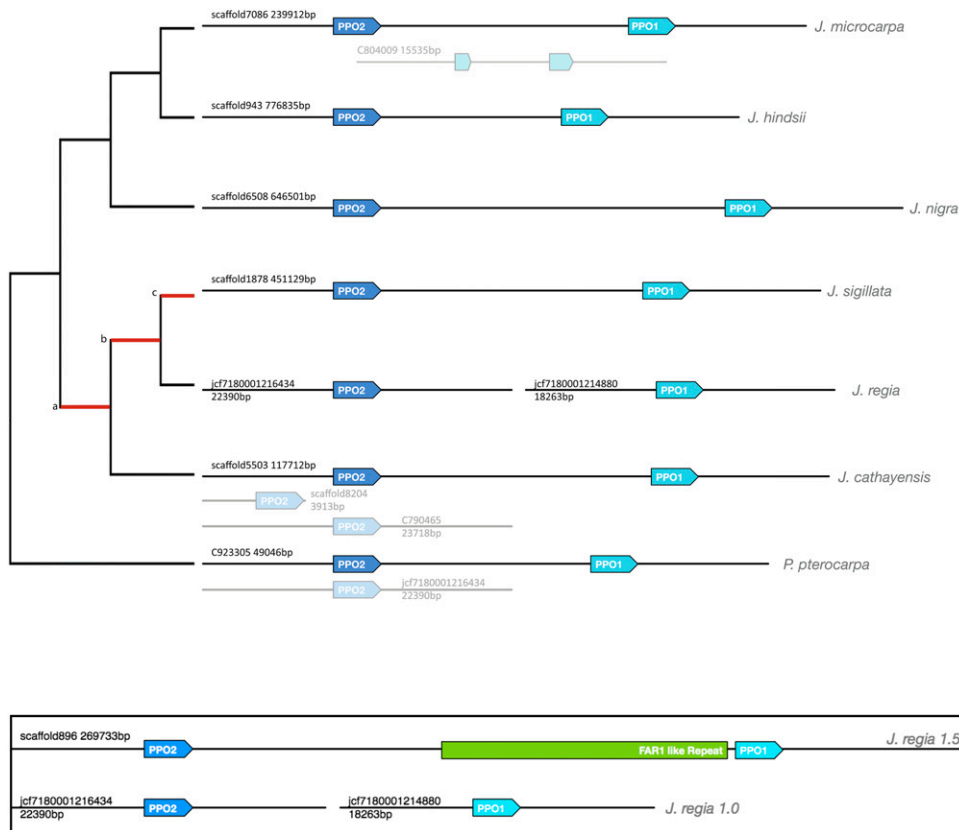 scaffold7086 239912bp
PPO2
PPO1
J. microcarpa
C804009 15535bp
scaffold943 776835bp
PPO2
PPO1
J. hindsii
scaffold6508 646501bp
PPO2
PPO1
J. nigra
scaffold1878 451129bp
c
PPO2
PPO1
J. sigillata
b
jcf7180001216434
22390bp
PPO2
jcf7180001214880
18263bp
PPO1
J. regia
a
scaffold5503 117712bp
PPO2
PPO1
J. cathayensis
PPO2
scaffold8204
3913bp
PPO2
C790465
23718bp
C923305 49046bp
PPO2
PPO1
P. pterocarpa
PPO2
jcf7180001216434
22390bp
scaffold896 269733bp
PPO2
FAR1 like Repeat
PPO1
J. regia 1.5
jcf7180001216434
22390bp
PPO2
jcf7180001214880
18263bp
PPO1
J. regia 1.0